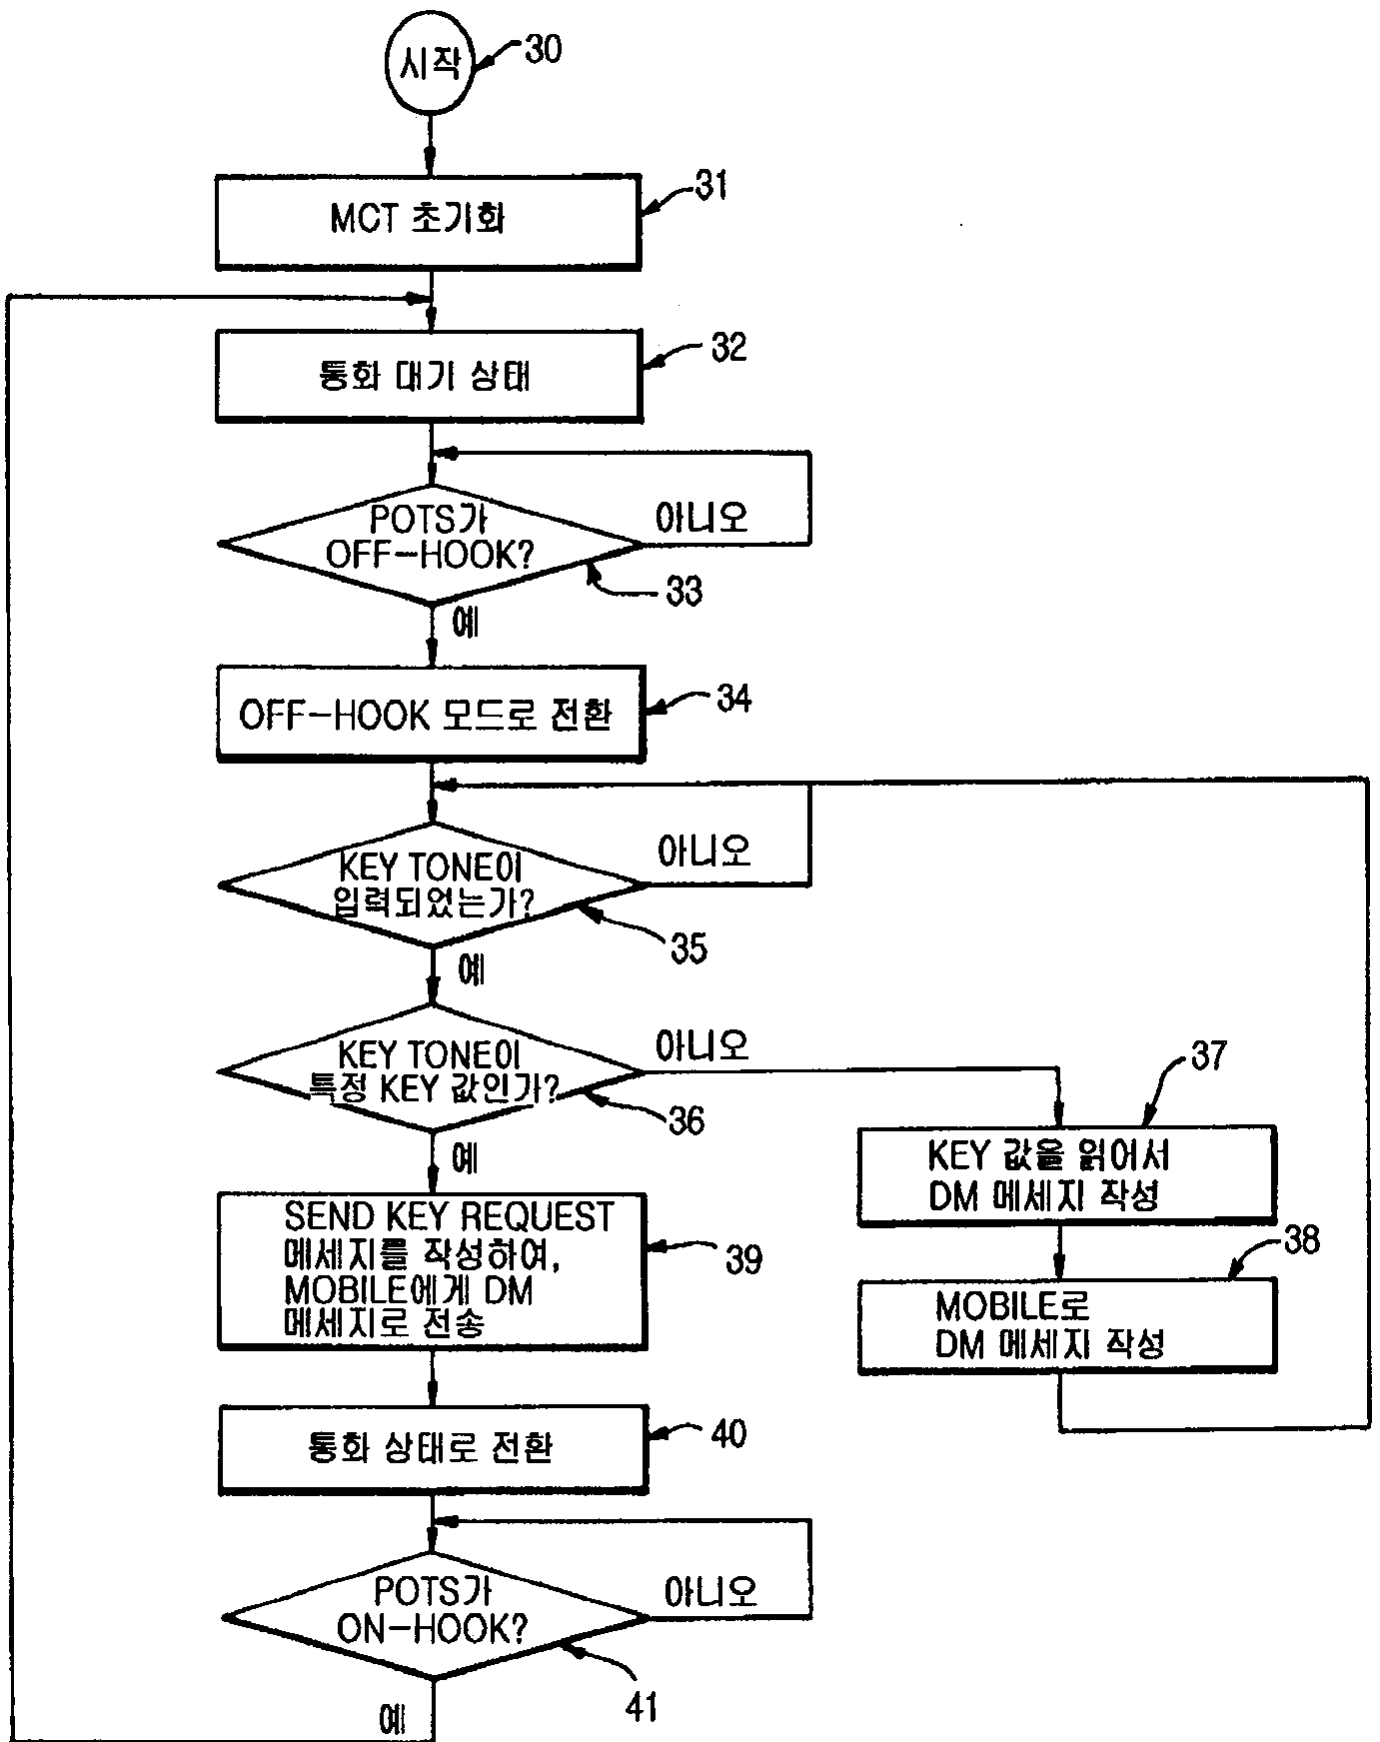 시작
30
MCT 초기화
31
통화 대기 상태
32
POTS가
OFF-HOOK?
아니오
33
예
OFF-HOOK 모드로 전환
34
KEY TONE이
입력되었는가?
아니오
35
예
KEY TONE이
특정 KEY 값인가?
아니오
36
예
37
KEY 값을 읽어서
DM 메세지 작성
38
MOBILE로
DM 메세지 작성
SEND KEY REQUEST
메세지를 작성하여,
MOBILE에게 DM
메세지로 전송
39
통화 상태로 전환
40
POTS가
ON-HOOK?
아니오
41
예